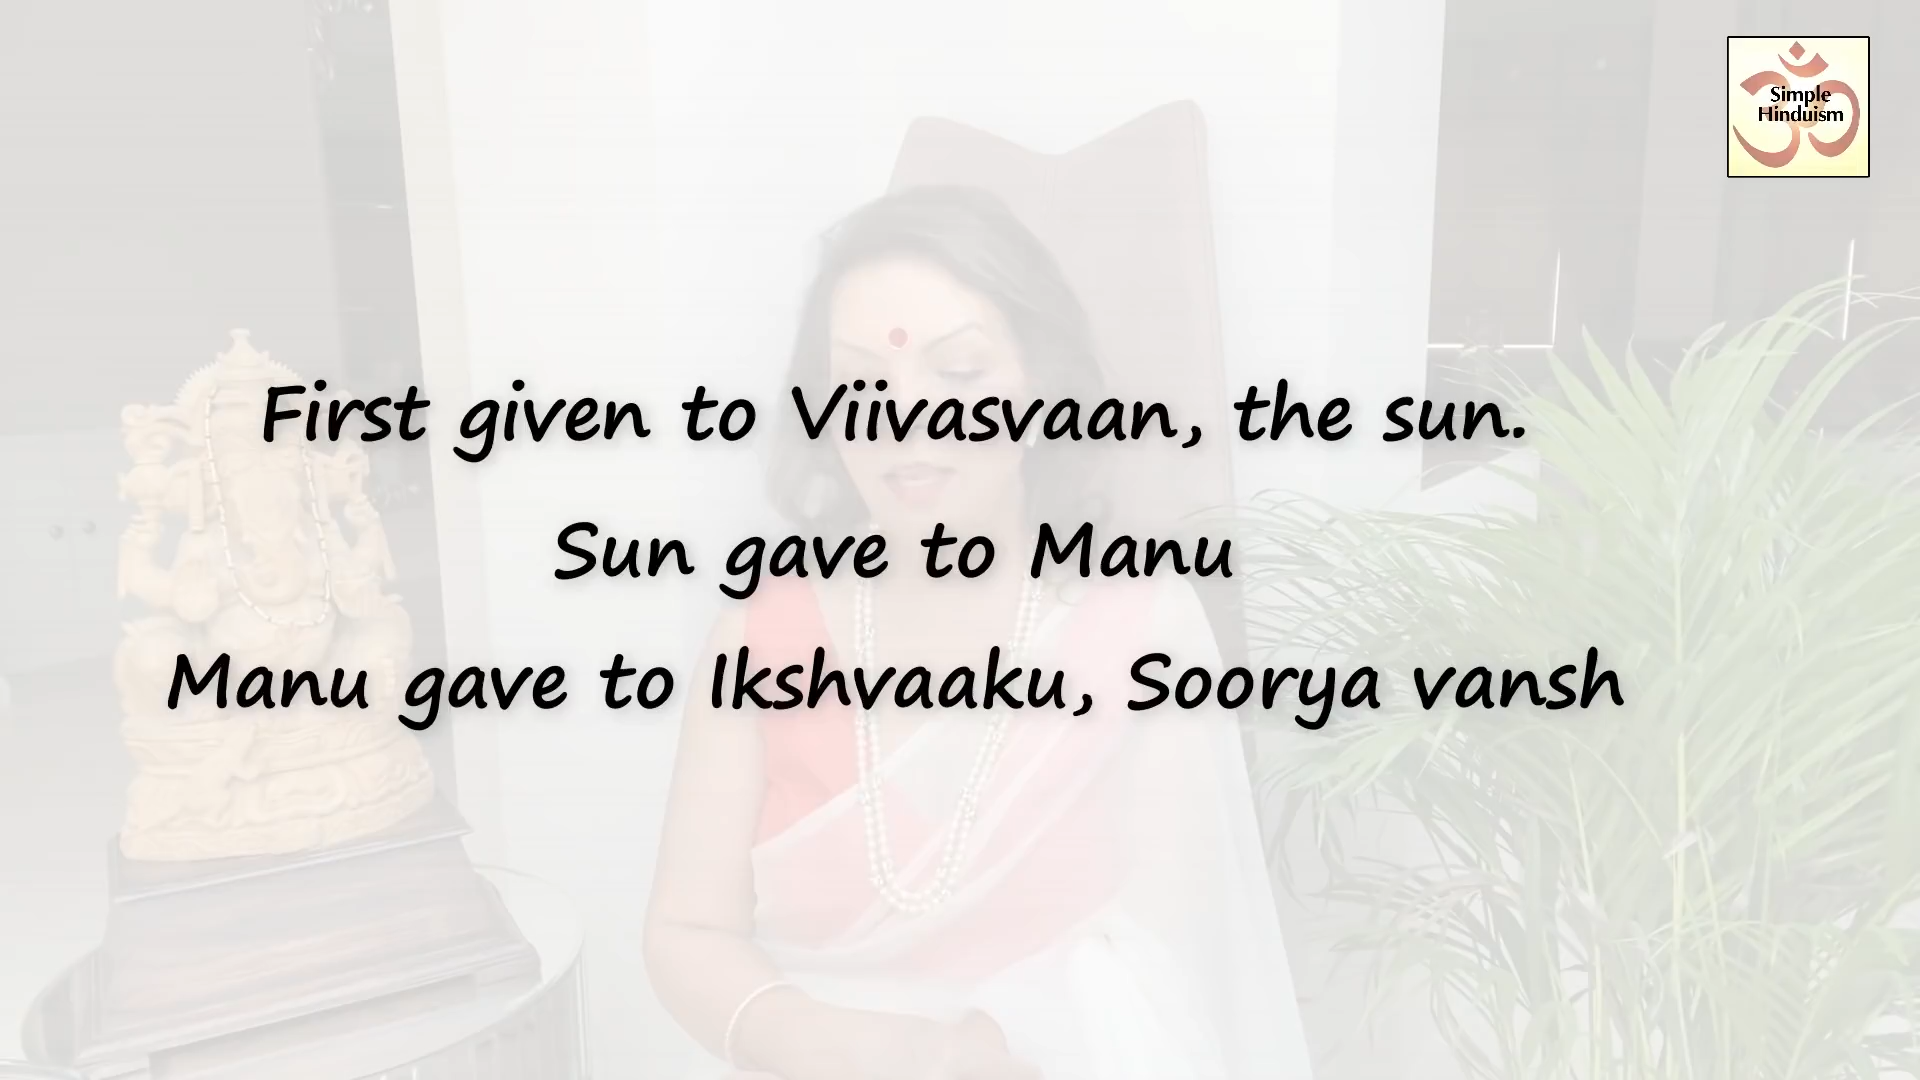 Simple
Hinduism
First given to Viivasvaan, the sun.
Sun gave to Manu
Manu gave to Ikshvaaku, Soorya vansh